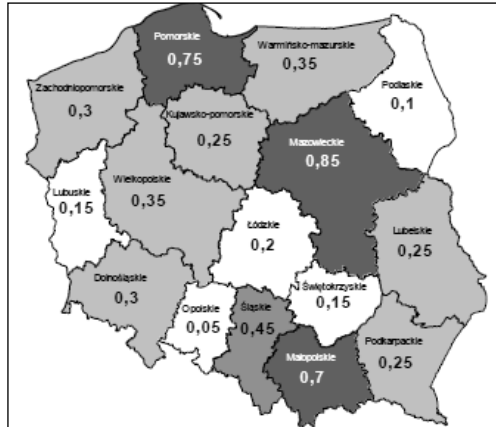 Pomorskie
0,75
Warmińsko-mazurskie
0,35
Zachodniopomorskie
0,3
Podlaskie
0,1
Kujawsko-pomorskie
0,25
Mazowieckie
0,85
Wielkopolskie
0,35
Lubuskie
0,15
Łódzkie
0,2
Lubelskie
0,25
Dolnośląskie
0,3
Opolskie
0,05
Śląskie
0,45
Świętokrzyskie
0,15
Małopolskie
0,7
Podkarpackie
0,25